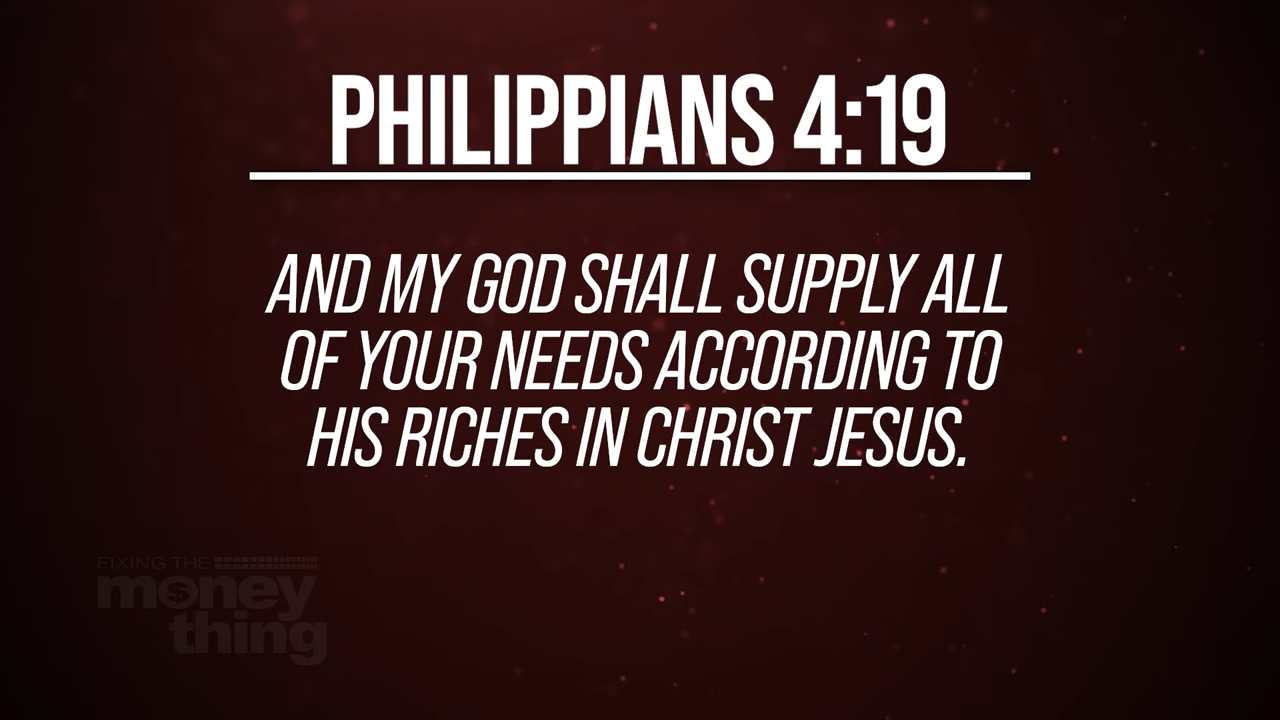 PHILIPPIANS 4:19
AND MY GOD SHALL SUPPLY ALL
OF YOUR NEEDS ACCORDING TO
HIS RICHES IN CHRIST JESUS.
FIXING THE
money
thing